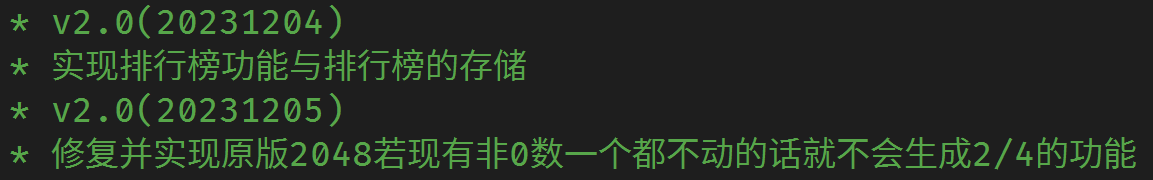 * v2.0(20231204)
* 实现排行榜功能与排行榜的存储
* v2.0(20231205)
* 修复并实现原版2048若现有非0数一个都不动的话就不会生成2/4的功能